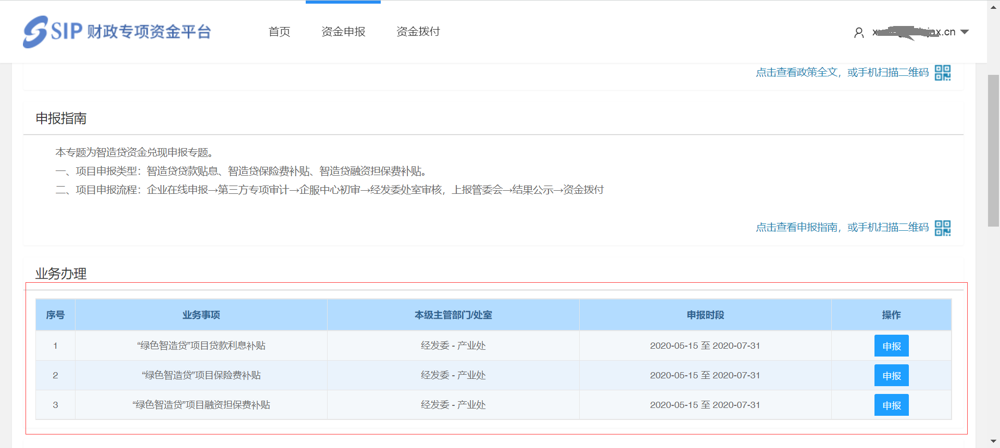 SIP 财政专项资金平台 首页 资金申报 资金拨付 jax.cn
点击查看政策全文，或手机扫描二维码
申报指南
本专题为智造贷资金兑现申报专题。
一、项目申报类型：智造贷贷款贴息、智造贷保险费补贴、智造贷融资担保费补贴。
二、项目申报流程：企业在线申报→第三方专项审计→企服中心初审→经发委处室审核，上报管委会→结果公示→资金拨付
点击查看申报指南，或手机扫描二维码
业务办理
序号 业务事项 本级主管部门/处室 申报时段 操作
1 “绿色智造贷”项目贷款利息补贴 经发委 - 产业处 2020-05-15 至 2020-07-31 申报
2 “绿色智造贷”项目保险费补贴 经发委 - 产业处 2020-05-15 至 2020-07-31 申报
3 “绿色智造贷”项目融资担保费补贴 经发委 - 产业处 2020-05-15 至 2020-07-31 申报